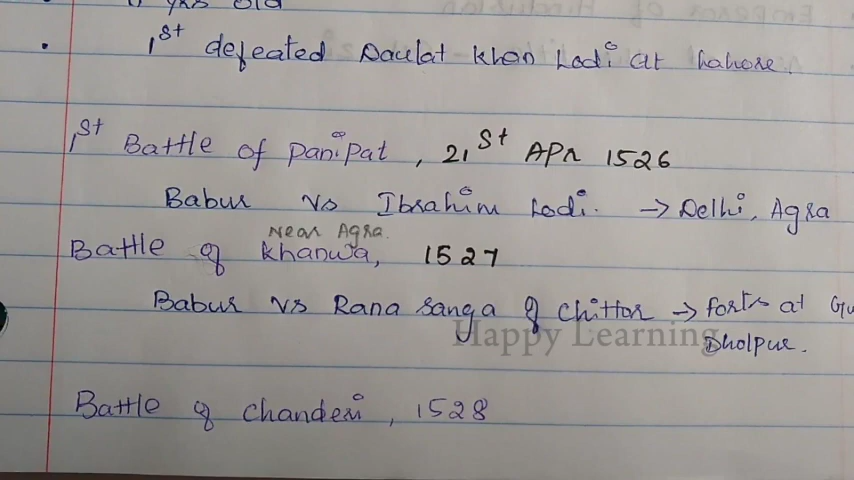 yrs old
• 1st defeated Daulat Khan Lodi at Lahore.
1st Battle of Panipat, 21st Apr 1526
Babur vs Ibrahim Lodi. → Delhi, Agra
Near Agra.
Battle of Khanwa, 1527
Babur vs Rana Sanga of Chittor → forts at
Happy Learning
Dholpur.
Battle of Chanderi, 1528